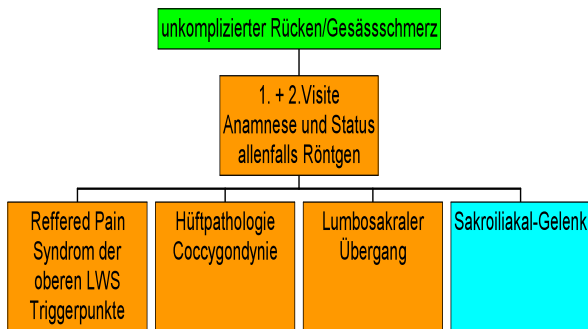 unkomplizierter Rücken/Gesässschmerz
1. + 2.Visite
Anamnese und Status
allenfalls Röntgen
Reffered Pain
Syndrom der
oberen LWS
Triggerpunkte
Hüftpathologie
Coccygondynie
Lumbosakraler
Übergang
Sakroiliakal-Gelenk